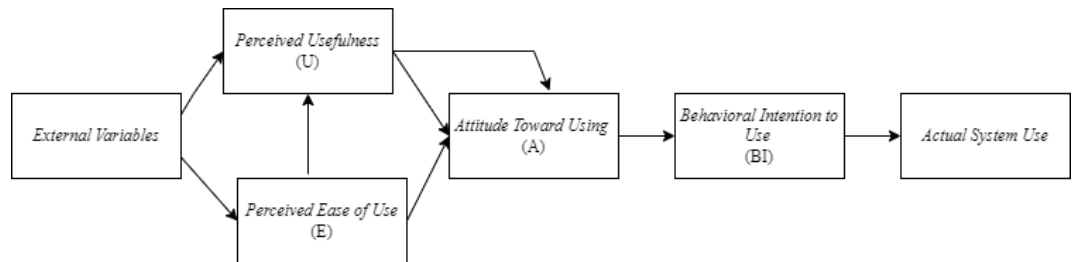 Perceived Usefulness
(U)
External Variables
Perceived Ease of Use
(E)
Attitude Toward Using
(A)
Behavioral Intention to
Use
(BI)
Actual System Use